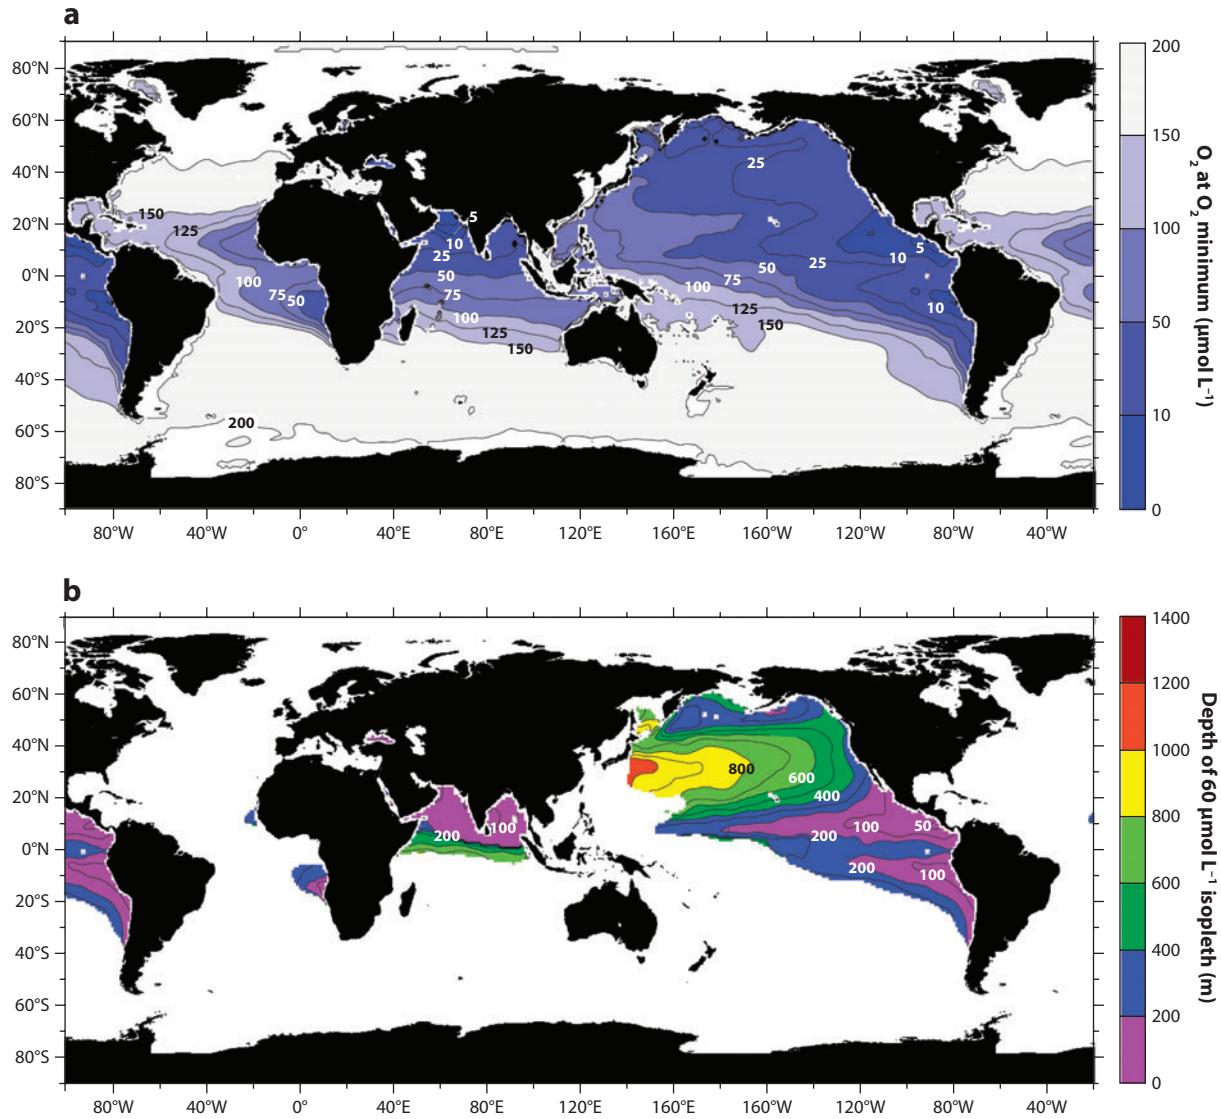 a
80°N
60°N
40°N
20°N
0°N
20°S
40°S
60°S
80°S
80°W 40°W 0° 40°E 80°E 120°E 160°E 160°W 120°W 80°W 40°W
150
125
100
75
50
5
10
25
50
75
100
125
150
200
25
50
25
75
100
125
150
10
5
10
200
150
100
50
10
0
O2 at O2 minimum (μmol L−1)
b
80°N
60°N
40°N
20°N
0°N
20°S
40°S
60°S
80°S
80°W 40°W 0° 40°E 80°E 120°E 160°E 160°W 120°W 80°W 40°W
200
100
800
600
400
200
100
50
200
100
1400
1200
1000
800
600
400
200
0
Depth of 60 μmol L−1 isopleth (m)